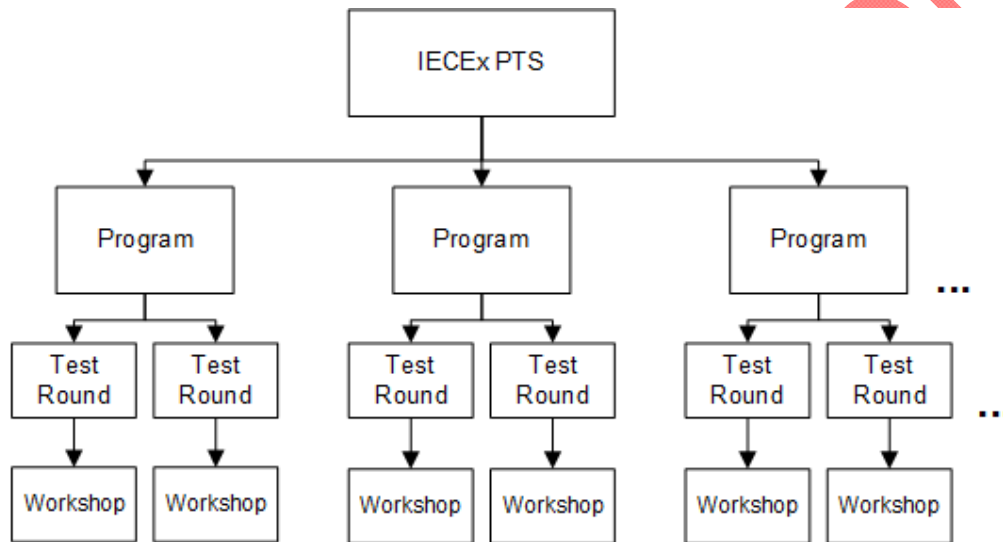 IECEx PTS
Program Program Program
...
Test Test Test Test Test Test
Round Round Round Round Round Round
..
Workshop Workshop Workshop Workshop Workshop Workshop